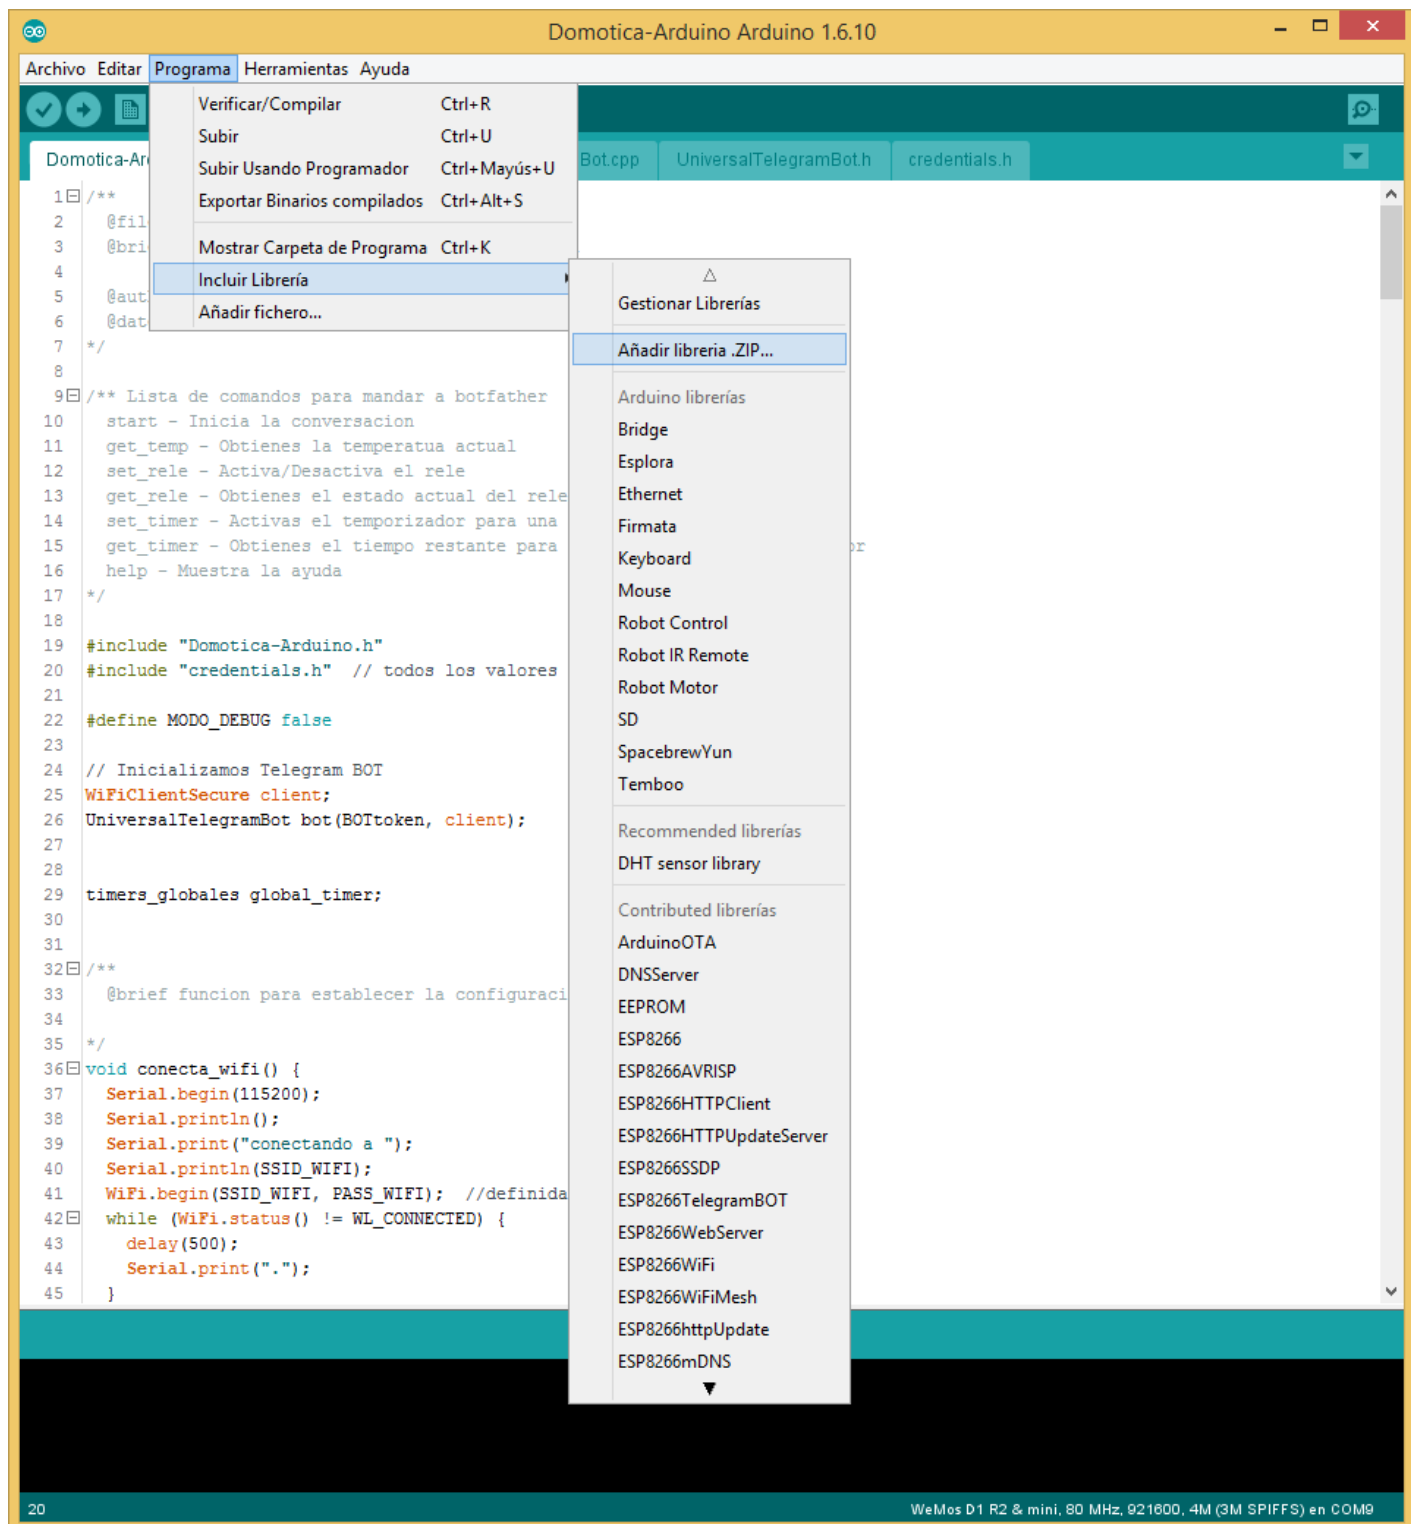 Domotica-Arduino Arduino 1.6.10
Archivo Editar Programa Herramientas Ayuda
Verificar/Compilar Ctrl+R
Subir Ctrl+U
Subir Usando Programador Ctrl+Mayús+U
Exportar Binarios compilados Ctrl+Alt+S
Mostrar Carpeta de Programa Ctrl+K
Incluir Librería
Añadir fichero...
Gestionar Librerías
Añadir libreria .ZIP...
Arduino librerías
Bridge
Esplora
Ethernet
Firmata
Keyboard
Mouse
Robot Control
Robot IR Remote
Robot Motor
SD
SpacebrewYun
Temboo
Recommended librerías
DHT sensor library
Contributed librerías
ArduinoOTA
DNSServer
EEPROM
ESP8266
ESP8266AVRISP
ESP8266HTTPClient
ESP8266HTTPUpdateServer
ESP8266SSDP
ESP8266TelegramBOT
ESP8266WebServer
ESP8266WiFi
ESP8266WiFiMesh
ESP8266httpUpdate
ESP8266mDNS
Domotica-Ar Bot.cpp UniversalTelegramBot.h credentials.h
1 /**
2 @fil
3 @bri
4
5 @aut
6 @dat
7 */
8
9 /** Lista de comandos para mandar a botfather
10 start - Inicia la conversacion
11 get_temp - Obtienes la temperatua actual
12 set_rele - Activa/Desactiva el rele
13 get_rele - Obtienes el estado actual del rele
14 set_timer - Activas el temporizador para una
15 get_timer - Obtienes el tiempo restante para or
16 help - Muestra la ayuda
17 */
18
19 #include "Domotica-Arduino.h"
20 #include "credentials.h" // todos los valores
21
22 #define MODO_DEBUG false
23
24 // Inicializamos Telegram BOT
25 WiFiClientSecure client;
26 UniversalTelegramBot bot(BOTtoken, client);
27
28
29 timers_globales global_timer;
30
31
32 /**
33 @brief funcion para establecer la configuraci
34
35 */
36 void conecta_wifi() {
37 Serial.begin(115200);
38 Serial.println();
39 Serial.print("conectando a ");
40 Serial.println(SSID_WIFI);
41 WiFi.begin(SSID_WIFI, PASS_WIFI); //definida
42 while (WiFi.status() != WL_CONNECTED) {
43 delay(500);
44 Serial.print(".");
45 }
20 WeMos D1 R2 & mini, 80 MHz, 921600, 4M (3M SPIFFS) en COM9